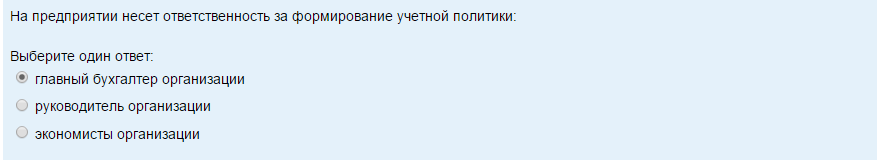 На предприятии несет ответственность за формирование учетной политики:
Выберите один ответ:
главный бухгалтер организации
руководитель организации
экономисты организации